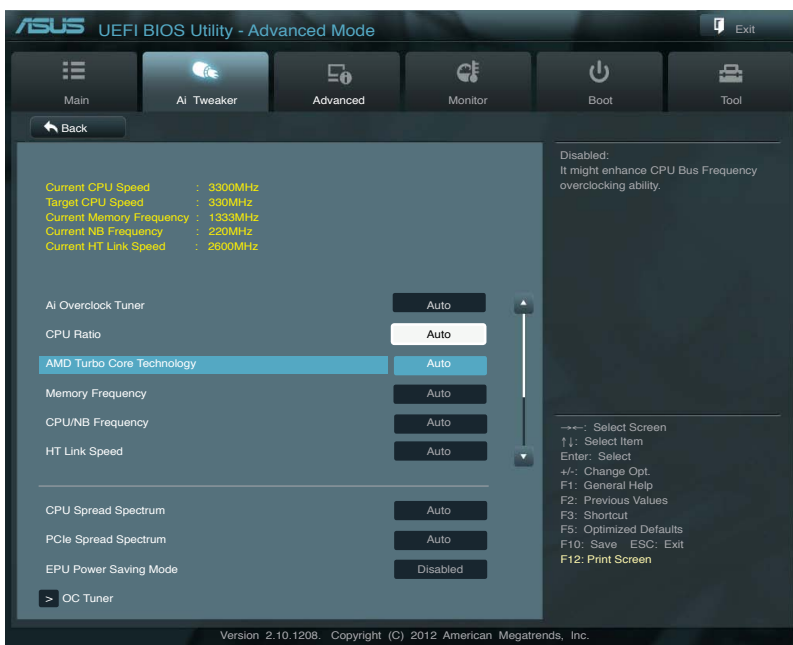 ASUS UEFI BIOS Utility - Advanced Mode
Exit
Main
Ai Tweaker
Advanced
Monitor
Boot
Tool
Back
Current CPU Speed : 3300MHz
Target CPU Speed : 330MHz
Current Memory Frequency : 1333MHz
Current NB Frequency : 220MHz
Current HT Link Speed : 2600MHz
Ai Overclock Tuner Auto
CPU Ratio Auto
AMD Turbo Core Technology Auto
Memory Frequency Auto
CPU/NB Frequency Auto
HT Link Speed Auto
CPU Spread Spectrum Auto
PCIe Spread Spectrum Auto
EPU Power Saving Mode Disabled
> OC Tuner
Disabled:
It might enhance CPU Bus Frequency
overclocking ability.
→←: Select Screen
↑↓: Select Item
Enter: Select
+/-: Change Opt.
F1: General Help
F2: Previous Values
F3: Shortcut
F5: Optimized Defaults
F10: Save ESC: Exit
F12: Print Screen
Version 2.10.1208. Copyright (C) 2012 American Megatrends, Inc.